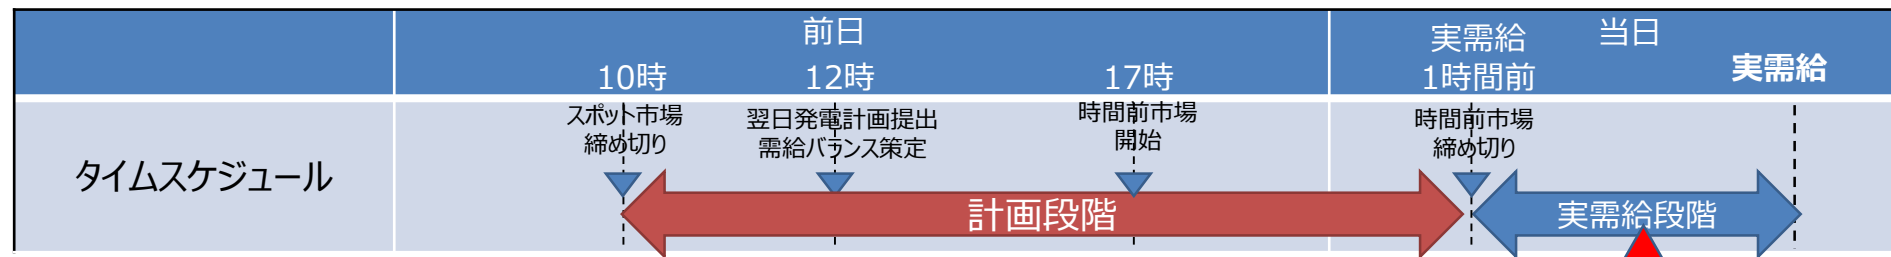 前日
10時
12時
17時
実需給
1時間前
当日
実需給
タイムスケジュール
スポット市場
締め切り
翌日発電計画提出
需給バランス策定
時間前市場
開始
時間前市場
締め切り
計画段階
実需給段階